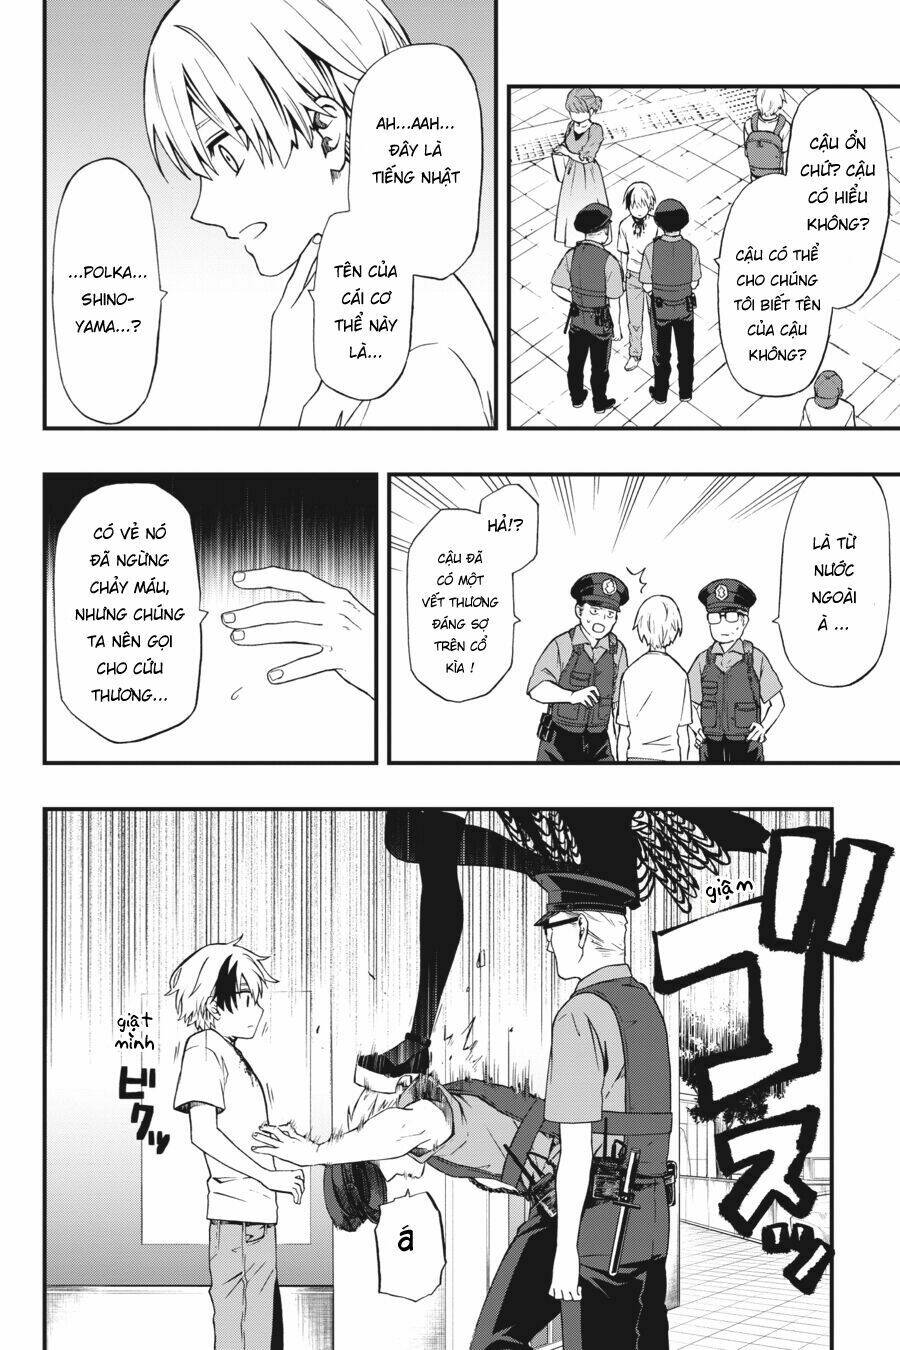 CẬU ỔN
CHỨ? CẬU
CÓ HIỂU
KHÔNG?
CẬU CÓ THỂ
CHO CHÚNG
TÔI BIẾT TÊN
CỦA CẬU
KHÔNG?
AH...AAH...
ĐÂY LÀ
TIẾNG NHẬT
TÊN CỦA
CÁI CƠ
THỂ NÀY
LÀ...
...POLKA...
SHINO-
YAMA...?
LÀ TỪ
NƯỚC
NGOÀI
À ...
HẢ!?
CẬU ĐÃ
CÓ MỘT
VẾT THƯƠNG
ĐÁNG SỢ
TRÊN CỔ
KÌA !
CÓ VẺ NÓ
ĐÃ NGỪNG
CHẢY MÁU,
NHƯNG CHÚNG
TA NÊN GỌI
CHO CỨU
THƯƠNG...
giậm
ゴスッ
giật
mình
ビクッ
Á